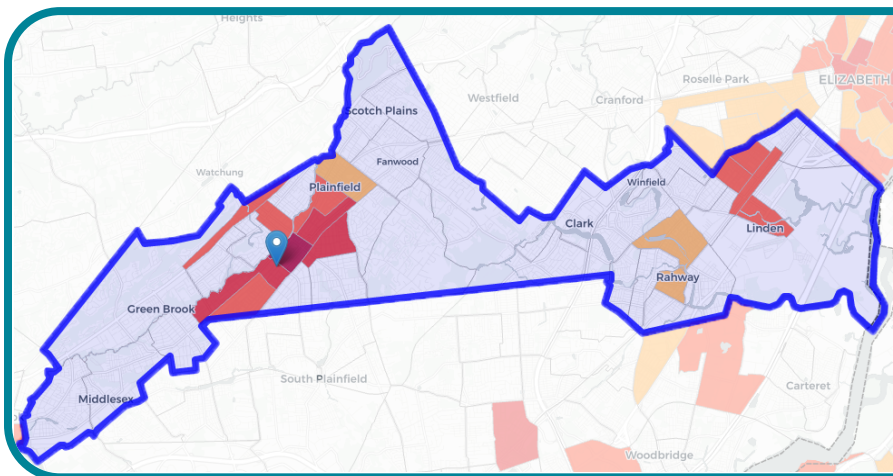 Heights
Roselle Park
ELIZABETH
Westfield
Cranford
Scotch Plains
Fanwood
Watchung
Plainfield
Winfield
Clark
Linden
Rahway
Green Brook
South Plainfield
Middlesex
Carteret
Woodbridge